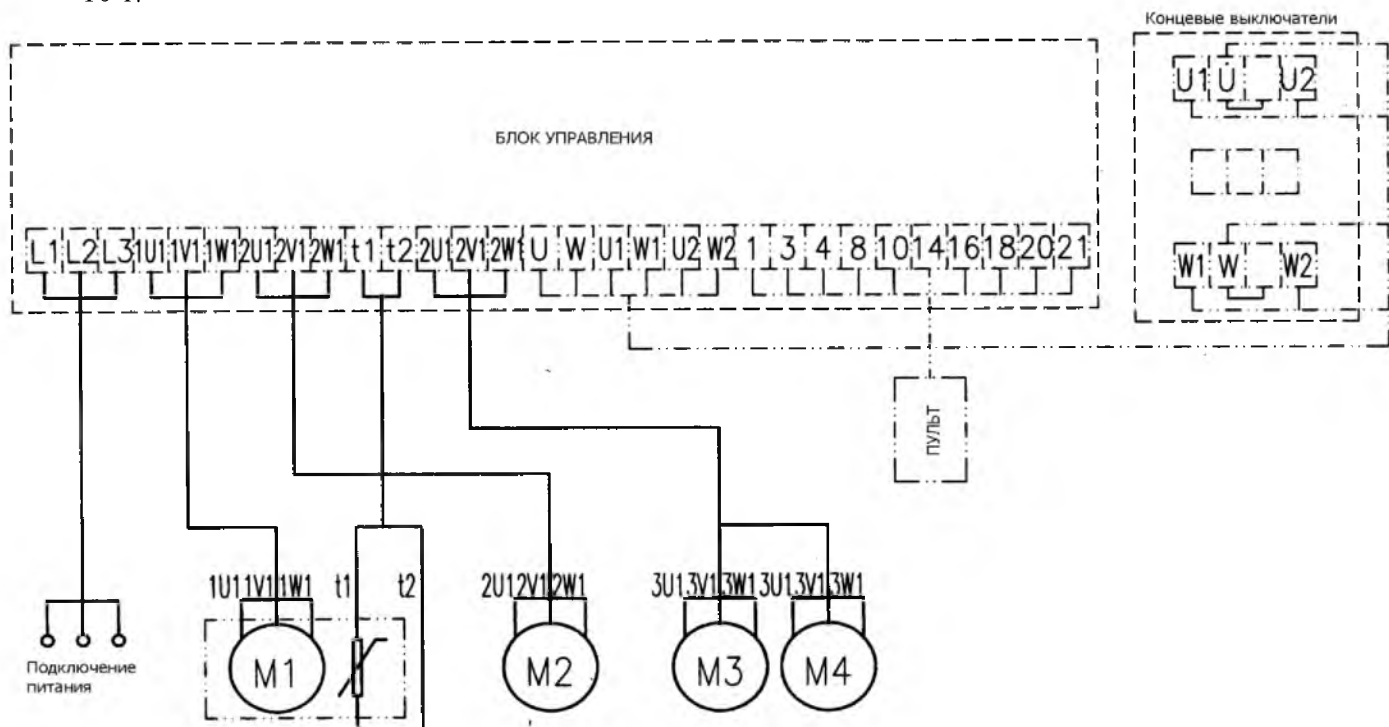 Концевые выключатели
U1 U U2
БЛОК УПРАВЛЕНИЯ
L1 L2 L3 1U1 1V1 1W1 2U1 2V1 2W1 t1 t2 2U1 2V1 2W1 U W U1 W1 U2 W2 1 3 4 8 10 14 16 18 20 21
W1 W W2
ПУЛЬТ
1U1 1V1 1W1 t1 t2 2U1 2V1 2W1 3U1 3V1 3W1 3U1 3V1 3W1
M1 M2 M3 M4
Подключение
питания